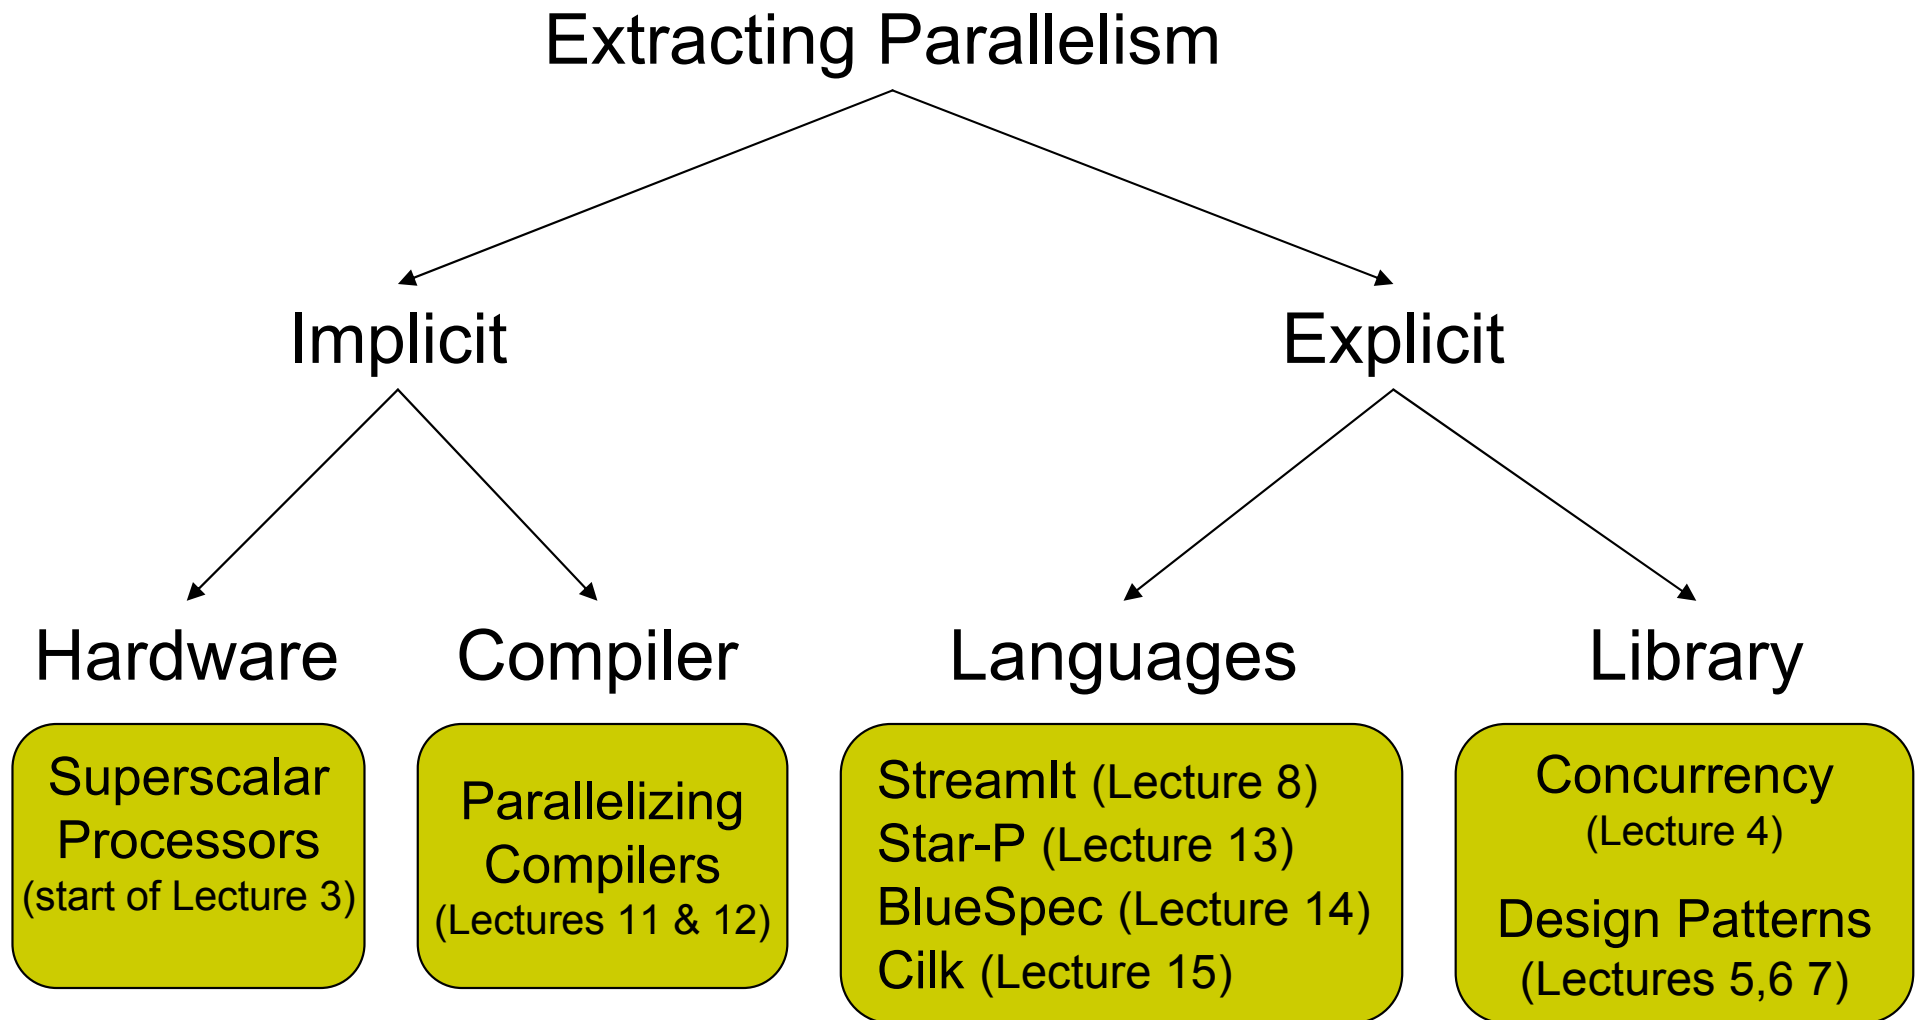 Extracting Parallelism
Implicit
Explicit
Hardware
Compiler
Languages
Library
Superscalar
Processors
(start of Lecture 3)
Parallelizing
Compilers
(Lectures 11 & 12)
StreamIt (Lecture 8)
Star-P (Lecture 13)
BlueSpec (Lecture 14)
Cilk (Lecture 15)
Concurrency
(Lecture 4)
Design Patterns
(Lectures 5,6 7)